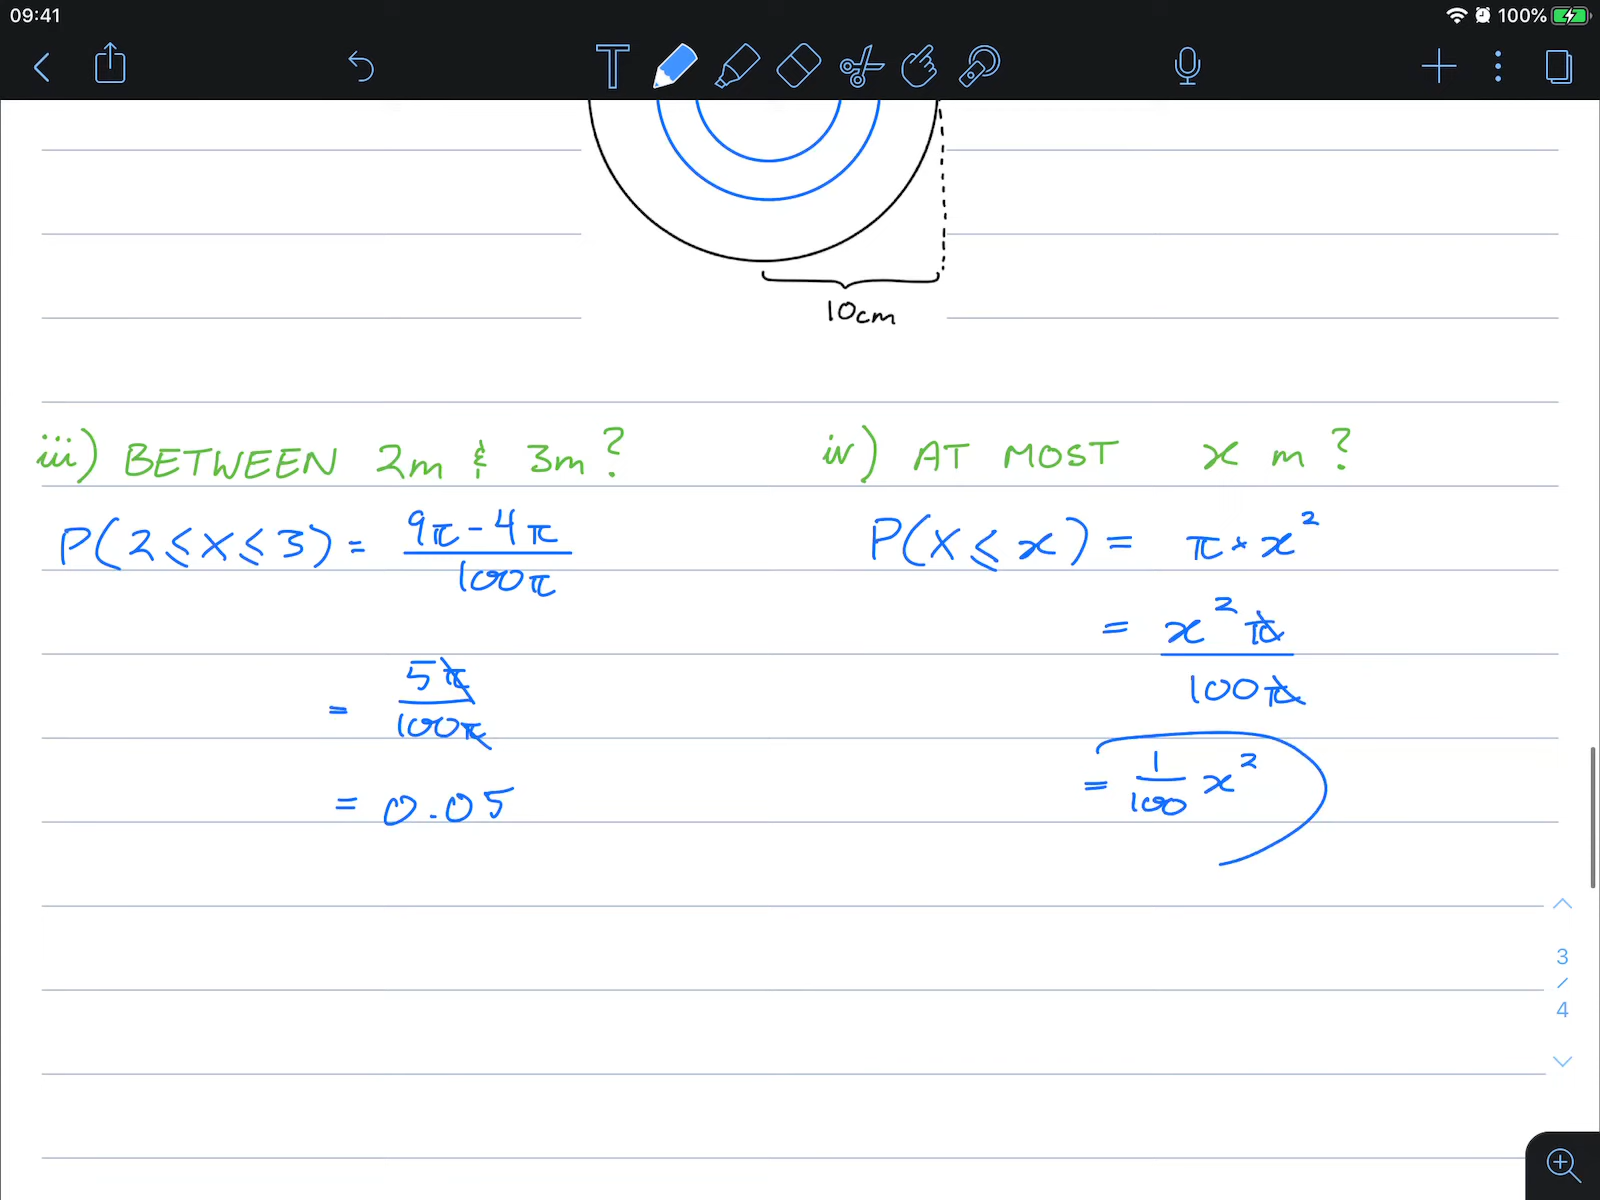 09:41
100%
T
10cm
iii) BETWEEN 2m & 3m?
P(2≤X≤3) = 9π-4π / 100π
= 5π / 100π
= 0.05
iv) AT MOST x m?
P(X≤x) = π×x²
= x²π / 100π
= 1/100 x²
3
/
4